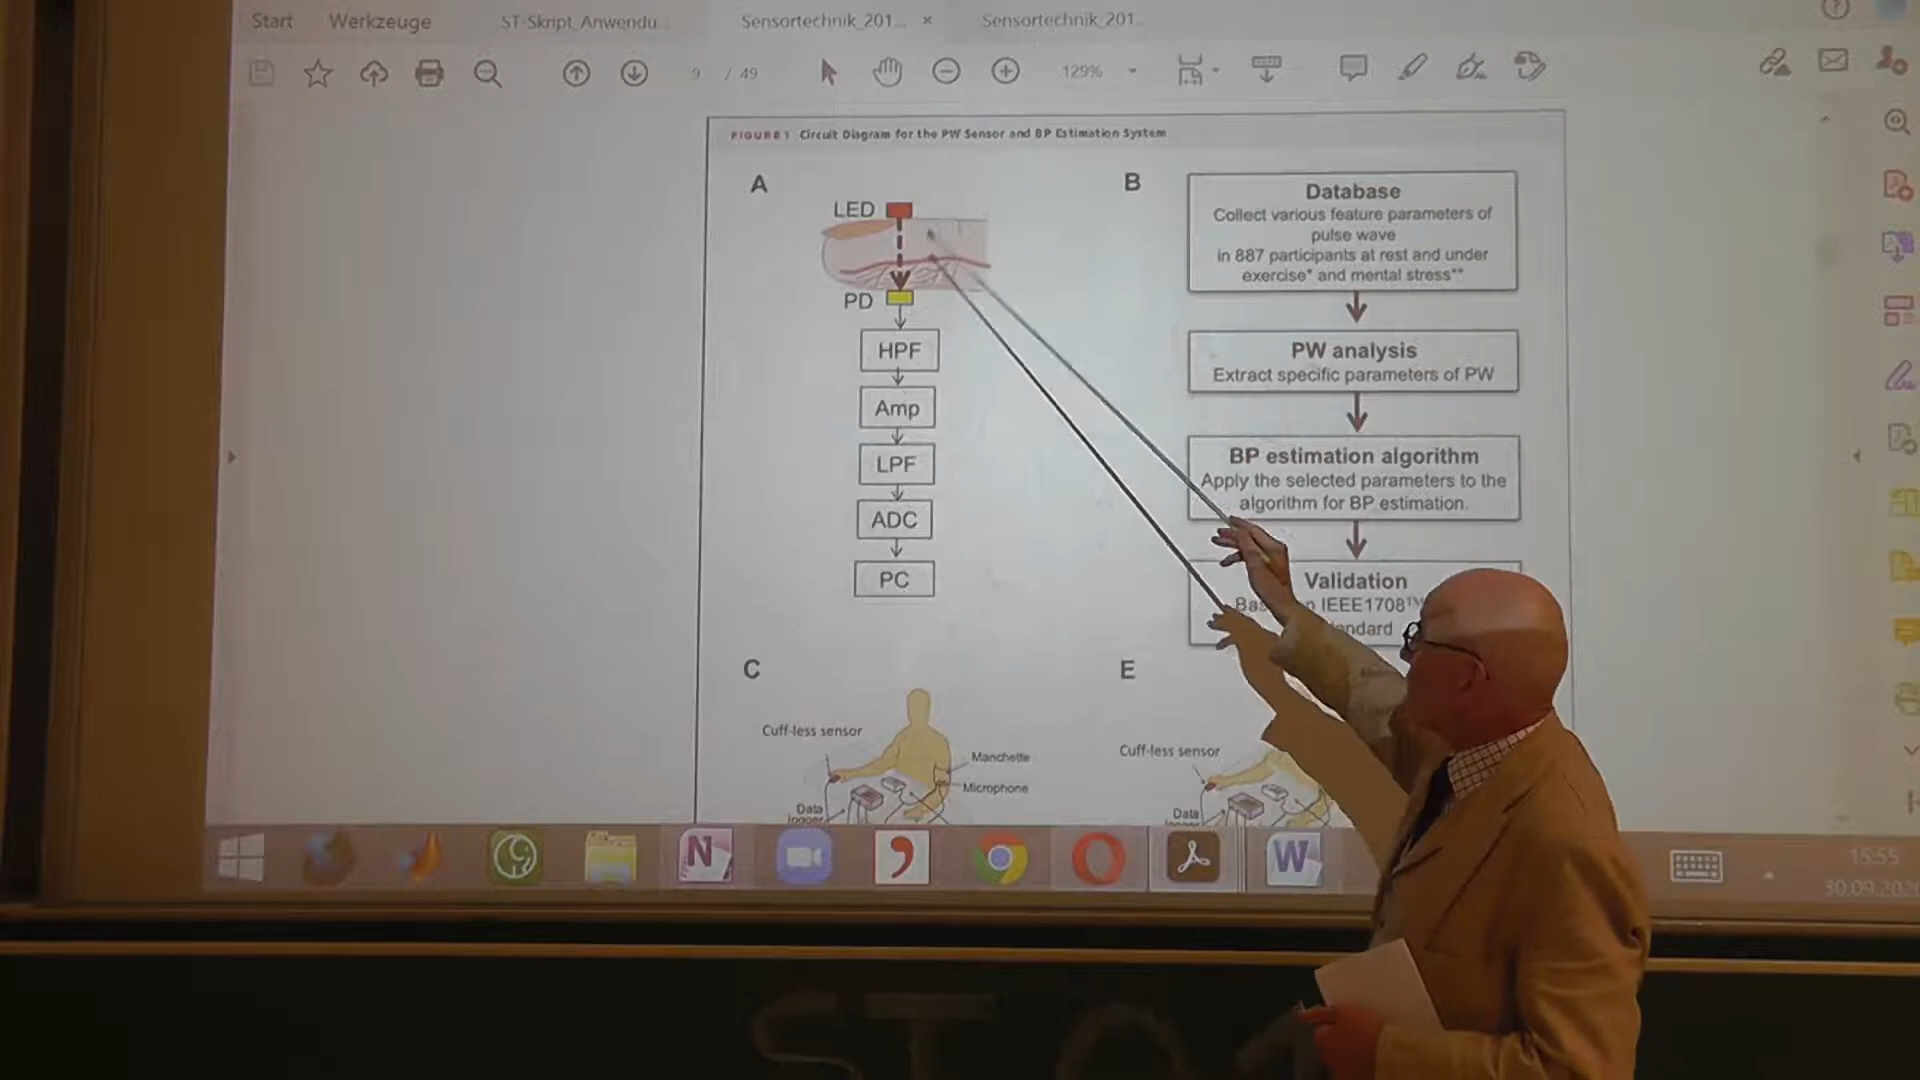 Start Werkzeuge ST-Skript_Anwendu... Sensortechnik_201... × Sensortechnik_201...
9 / 49 129%
FIGURE 1 Circuit Diagram for the PW Sensor and BP Estimation System
A
LED
PD
HPF
Amp
LPF
ADC
PC
B
Database
Collect various feature parameters of
pulse wave
in 887 participants at rest and under
exercise* and mental stress**
PW analysis
Extract specific parameters of PW
BP estimation algorithm
Apply the selected parameters to the
algorithm for BP estimation.
Validation
IEEE1708™
C
Cuff-less sensor
Manchette
Microphone
Data
logger
E
Cuff-less sensor
Data
15:55